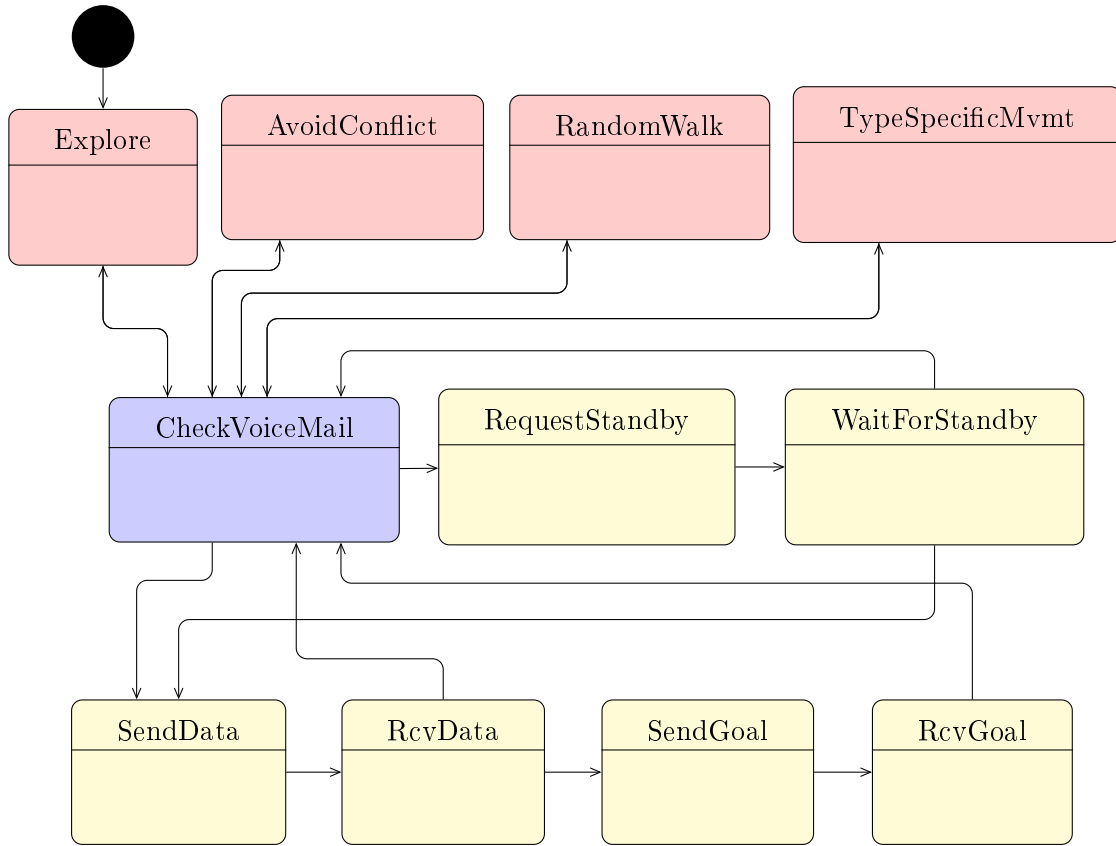 Explore
AvoidConflict
RandomWalk
TypeSpecificMvmt
CheckVoiceMail
RequestStandby
WaitForStandby
SendData
RcvData
SendGoal
RcvGoal